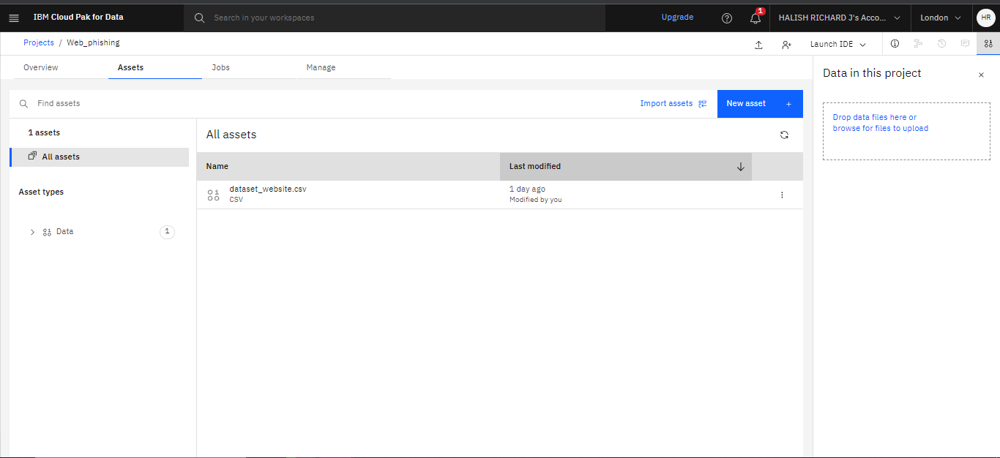 IBM Cloud Pak for Data
Search in your workspaces
Upgrade
1
HALISH RICHARD J's Acco...
London
HR
Projects / Web_phishing
Launch IDE
Overview
Assets
Jobs
Manage
Data in this project
Find assets
Import assets
New asset +
Drop data files here or
browse for files to upload
1 assets
All assets
All assets
Name
Last modified
Asset types
dataset_website.csv
CSV
1 day ago
Modified by you
Data
1